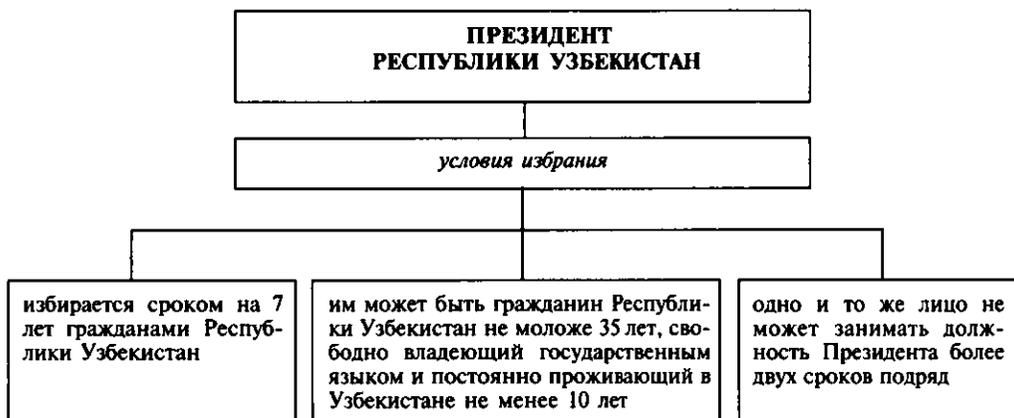 ПРЕЗИДЕНТ
РЕСПУБЛИКИ УЗБЕКИСТАН
условия избрания
избирается сроком на 7
лет гражданами Респуб-
лики Узбекистан
им может быть гражданин Республи-
ки Узбекистан не моложе 35 лет, сво-
бодно владеющий государственным
языком и постоянно проживающий в
Узбекистане не менее 10 лет
одно и то же лицо не
может занимать долж-
ность Президента более
двух сроков подряд